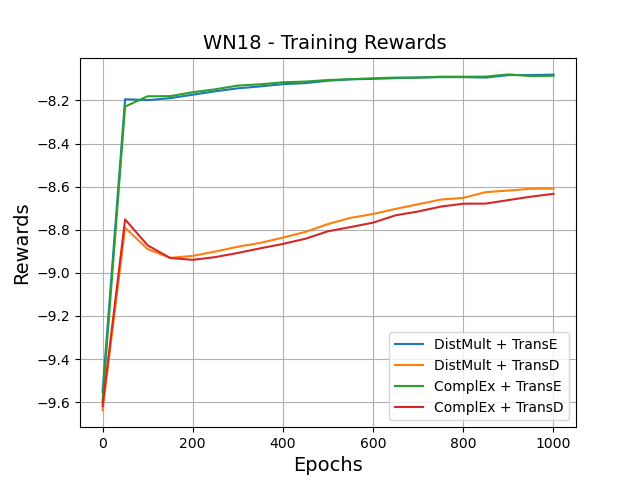 WN18 - Training Rewards
Rewards
−8.2
−8.4
−8.6
−8.8
−9.0
−9.2
−9.4
−9.6
DistMult + TransE
DistMult + TransD
ComplEx + TransE
ComplEx + TransD
0 200 400 600 800 1000
Epochs